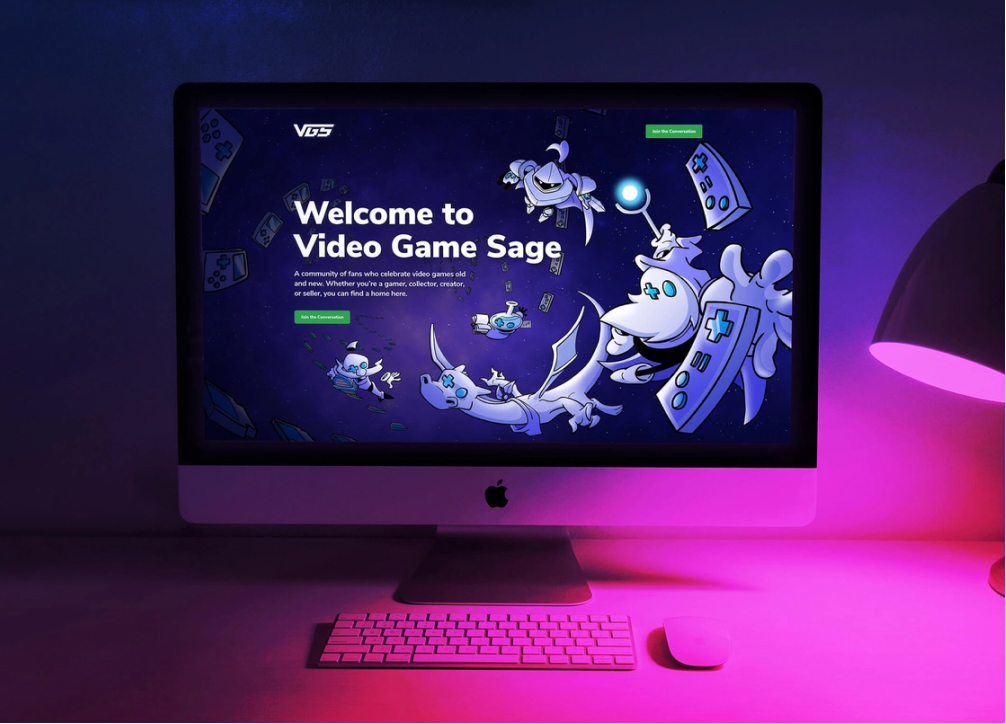 VGS
Join the Conversation
Welcome to
Video Game Sage
A community of fans who celebrate video games old
and new. Whether you're a gamer, collector, creator,
or seller, you can find a home here.
Join the Conversation